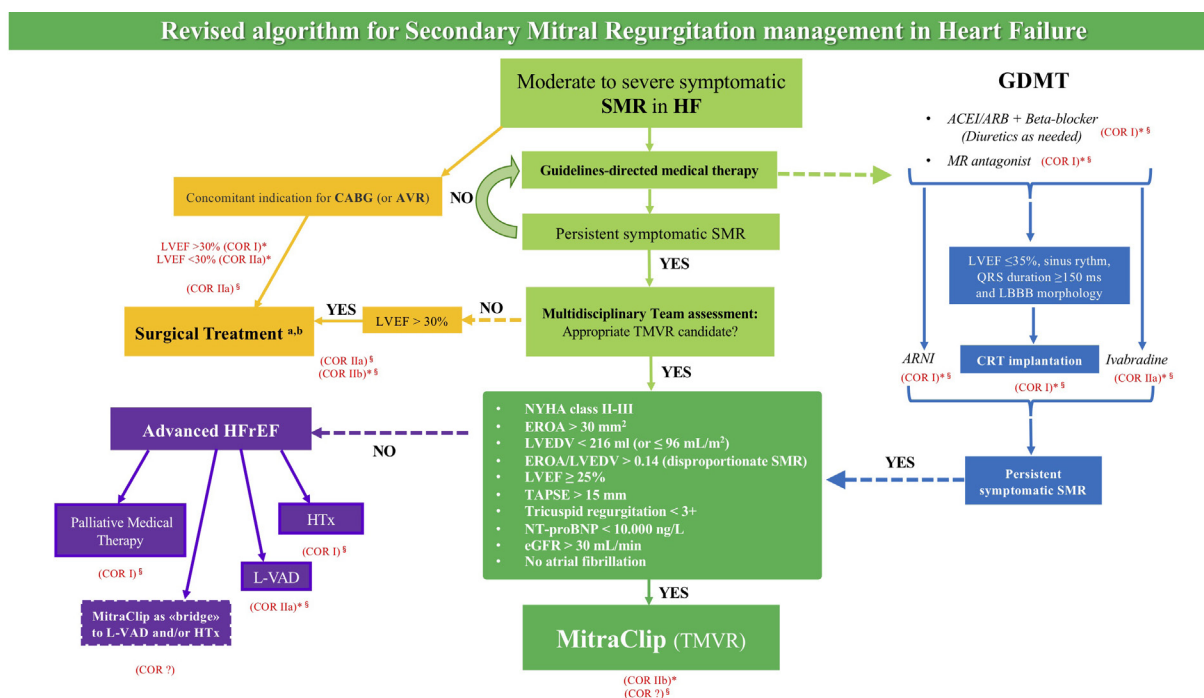 Revised algorithm for Secondary Mitral Regurgitation management in Heart Failure
Moderate to severe symptomatic
SMR in HF
Guidelines-directed medical therapy
NO
Persistent symptomatic SMR
YES
Concomitant indication for CABG (or AVR)
LVEF >30% (COR I)*
LVEF <30% (COR IIa)*
(COR IIa) §
Multidisciplinary Team assessment:
Appropriate TMVR candidate?
NO
LVEF > 30%
YES
Surgical Treatment a,b
(COR IIa) §
(COR IIb)* §
YES
GDMT
• ACEI/ARB + Beta-blocker
(Diuretics as needed) (COR I)* §
• MR antagonist (COR I)* §
LVEF ≤35%, sinus rythm,
QRS duration ≥150 ms
and LBBB morphology
ARNI
(COR I)* §
CRT implantation
(COR I)* §
Ivabradine
(COR IIa)* §
Persistent
symptomatic SMR
YES
• NYHA class II-III
• EROA > 30 mm²
• LVEDV < 216 ml (or ≤ 96 mL/m²)
• EROA/LVEDV > 0.14 (disproportionate SMR)
• LVEF ≥ 25%
• TAPSE > 15 mm
• Tricuspid regurgitation < 3+
• NT-proBNP < 10.000 ng/L
• eGFR > 30 mL/min
• No atrial fibrillation
NO
Advanced HFrEF
Palliative Medical
Therapy
(COR I) §
HTx
(COR I) §
L-VAD
(COR IIa)* §
MitraClip as «bridge»
to L-VAD and/or HTx
(COR ?)
YES
MitraClip (TMVR)
(COR IIb)*
(COR ?) §